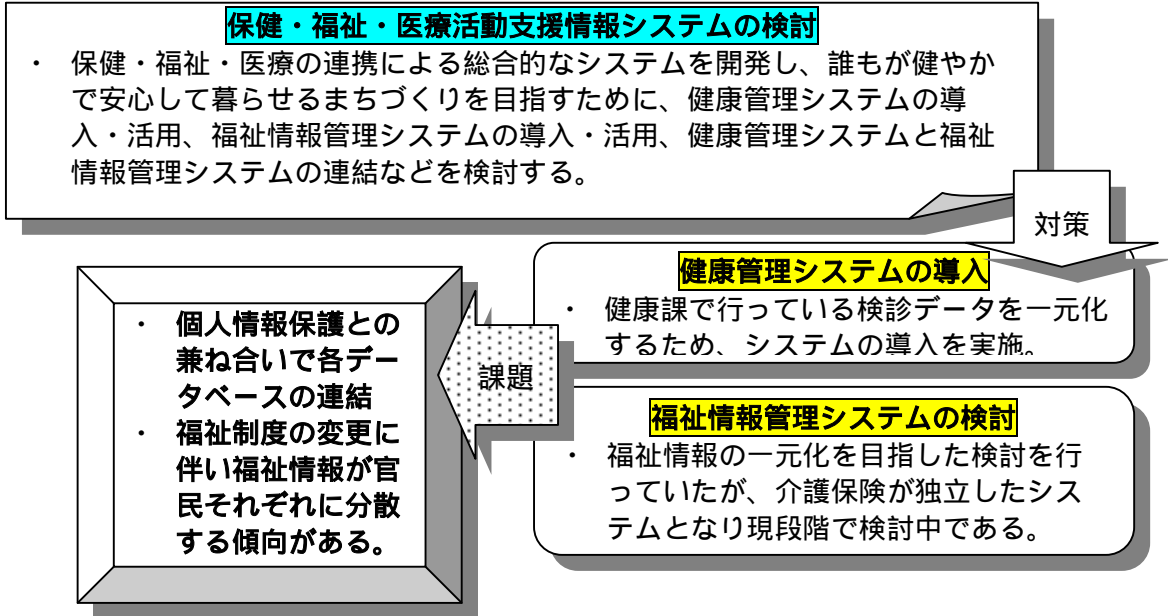 保健・福祉・医療活動支援情報システムの検討
・ 保健・福祉・医療の連携による総合的なシステムを開発し、誰もが健やか
で安心して暮らせるまちづくりを目指すために、健康管理システムの導
入・活用、福祉情報管理システムの導入・活用、健康管理システムと福祉
情報管理システムの連結などを検討する。
対策
健康管理システムの導入
・ 健康課で行っている検診データを一元化
するため、システムの導入を実施。
課題
・ 個人情報保護との
兼ね合いで各デー
タベースの連結
・ 福祉制度の変更に
伴い福祉情報が官
民それぞれに分散
する傾向がある。
福祉情報管理システムの検討
・ 福祉情報の一元化を目指した検討を行
っていたが、介護保険が独立したシス
テムとなり現段階で検討中である。